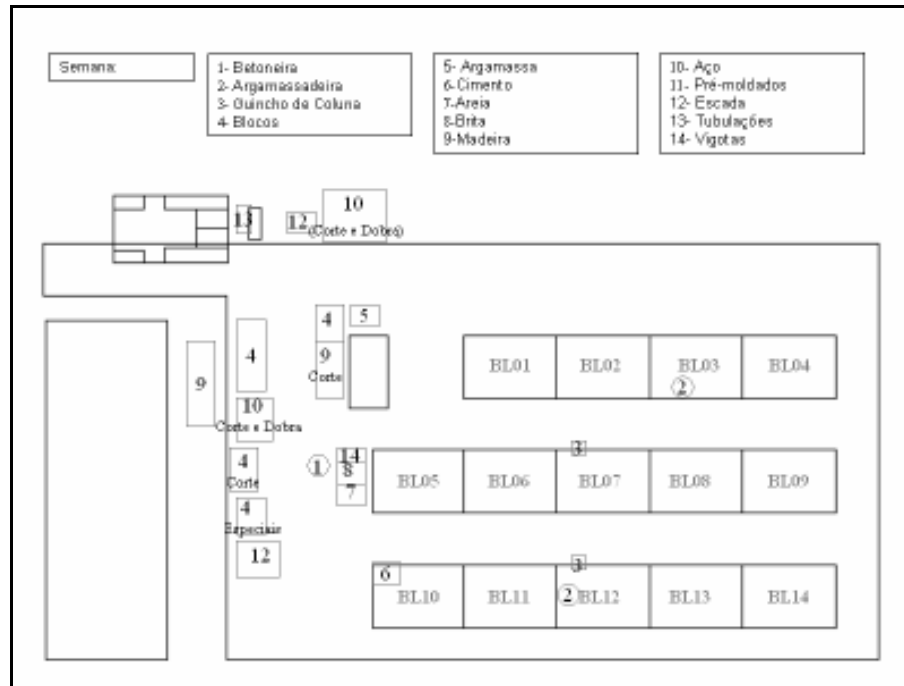 Semana:
1- Betoneira
2- Argamassadeira
3- Guincho de Coluna
4- Blocos
5- Argamassa
6- Cimento
7- Areia
8- Brita
9- Madeira
10- Aço
11- Pré-moldados
12- Escada
13- Tubulações
14- Vigotas
13
12
10
(Corte e Dobra)
4
5
4
9
Corte
9
10
Corte e Dobra
BL01 BL02 BL03 BL04
2
3
4
Corte
1
14
8
7
BL05 BL06 BL07 BL08 BL09
4
Especiais
12
3
6
BL10 BL11 2 BL12 BL13 BL14